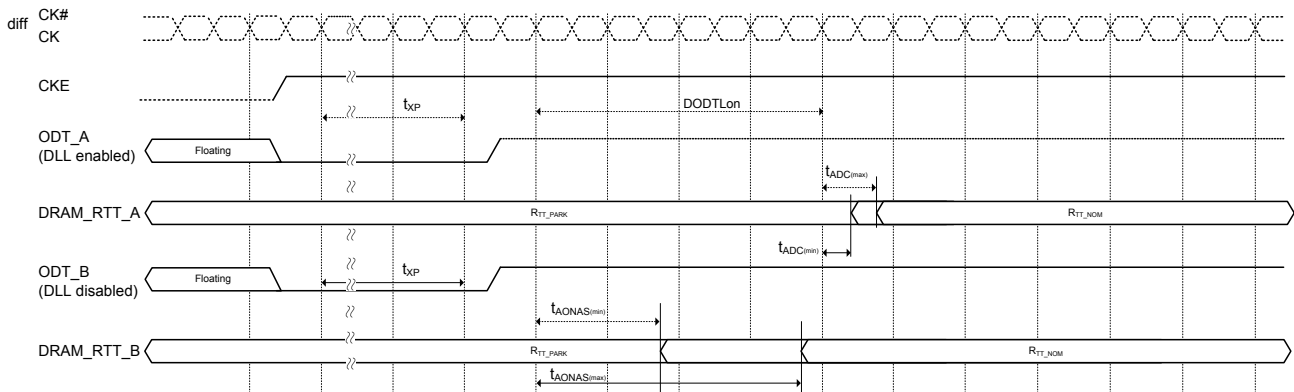 diff CK#
CK
CKE
tXP
DODTLon
ODT_A
(DLL enabled)
Floating
tADC(max)
DRAM_RTT_A
RTT_PARK
RTT_NOM
tADC(min)
ODT_B
(DLL disabled)
Floating
tXP
tAONAS(min)
DRAM_RTT_B
RTT_PARK
RTT_NOM
tAONAS(max)